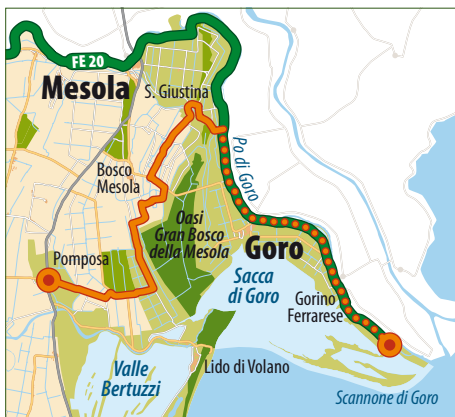 FE 20
Mesola
S. Giustina
Po di Goro
Bosco
Mesola
Oasi
Gran Bosco
della Mesola
Goro
Pomposa
Sacca
di Goro
Gorino
Ferrarese
Valle
Bertuzzi
Lido di Volano
Scannone di Goro